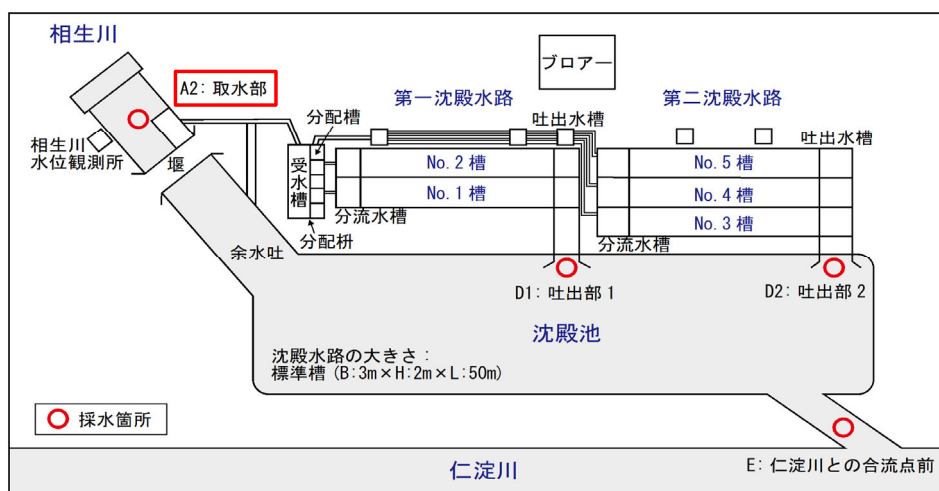 相生川
ブロアー
A2: 取水部
第一沈殿水路
第二沈殿水路
分配槽
吐出水槽
吐出水槽
相生川
水位観測所
堰
受水槽
No. 2 槽
No. 5 槽
No. 1 槽
No. 4 槽
No. 3 槽
分流水槽
分流水槽
分配枡
余水吐
D1: 吐出部 1
D2: 吐出部 2
沈殿池
沈殿水路の大きさ:
標準槽 (B:3m×H:2m×L:50m)
採水箇所
E: 仁淀川との合流点前
仁淀川